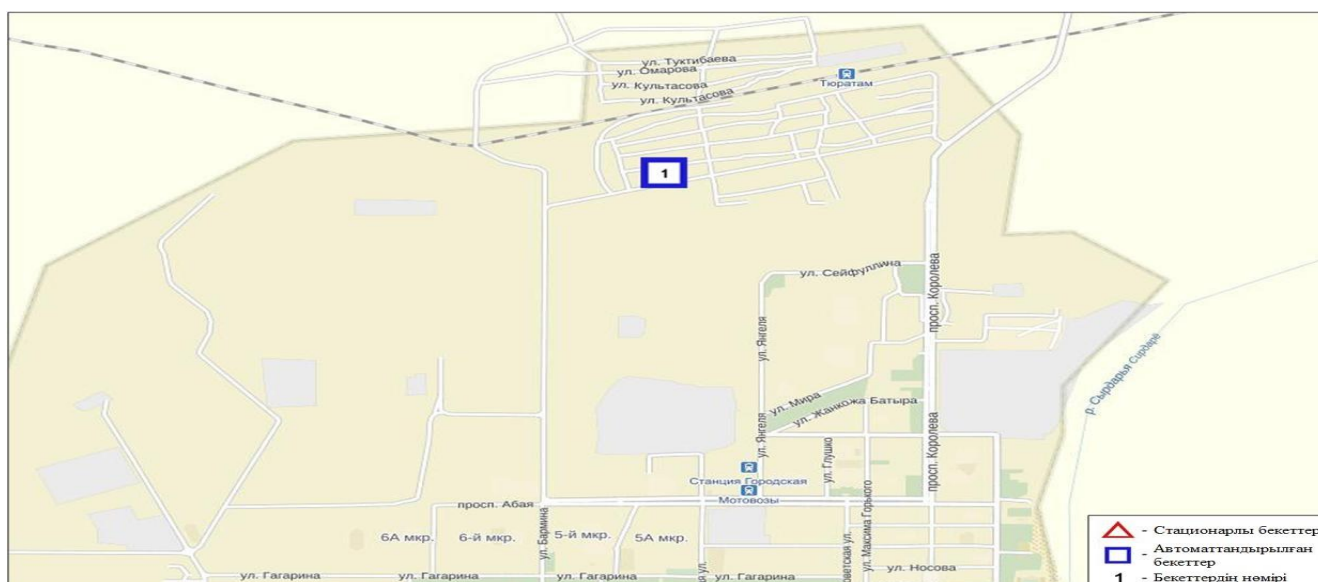 ул. Туктибаева
ул. Омарова
ул. Культасова
ул. Культасова
Тюратам
1
ул. Сейфуллина
просп. Королева
ул. Янгеля
р. Сырдарья Сирдарё
ул. Мира
ул. Жанкожа Батыра
ул. Янгеля
ул. Глушко
просп. Королева
Станция Городская
Мотовозы
просп. Абая
ул. Максима Горького
ул. Бармина
6А мкр.
6-й мкр.
5-й мкр.
5А мкр.
ул. Носова
ул. Гагарина
ул. Гагарина
ул. Гагарина
ул. Гагарина
- Стационарлы бекеттер
- Автоматтандырылған
бекеттер
1 - Бекеттердің нөмірі